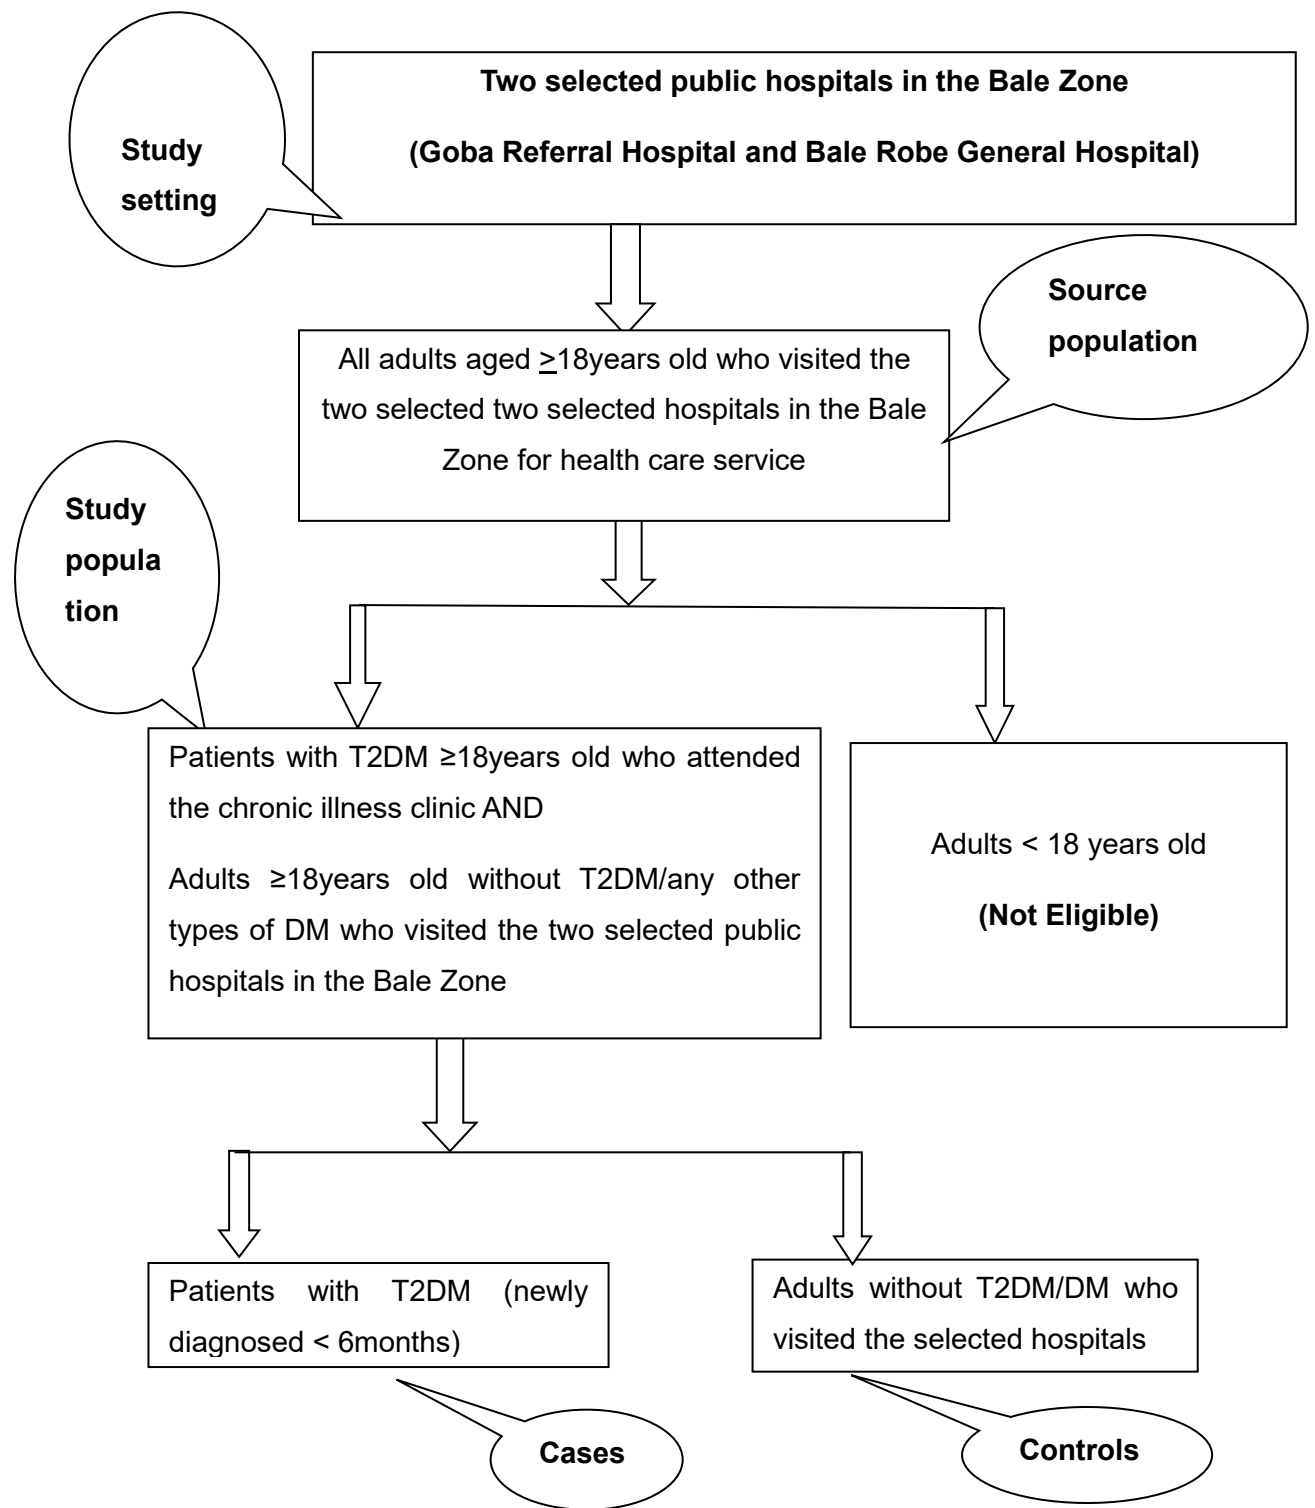 Study
setting
Two selected public hospitals in the Bale Zone
(Goba Referral Hospital and Bale Robe General Hospital)
Source
population
All adults aged ≥18years old who visited the
two selected two selected hospitals in the Bale
Zone for health care service
Study
popula
tion
Patients with T2DM ≥18years old who attended
the chronic illness clinic AND
Adults ≥18years old without T2DM/any other
types of DM who visited the two selected public
hospitals in the Bale Zone
Adults < 18 years old
(Not Eligible)
Patients with T2DM (newly
diagnosed < 6months)
Adults without T2DM/DM who
visited the selected hospitals
Cases
Controls